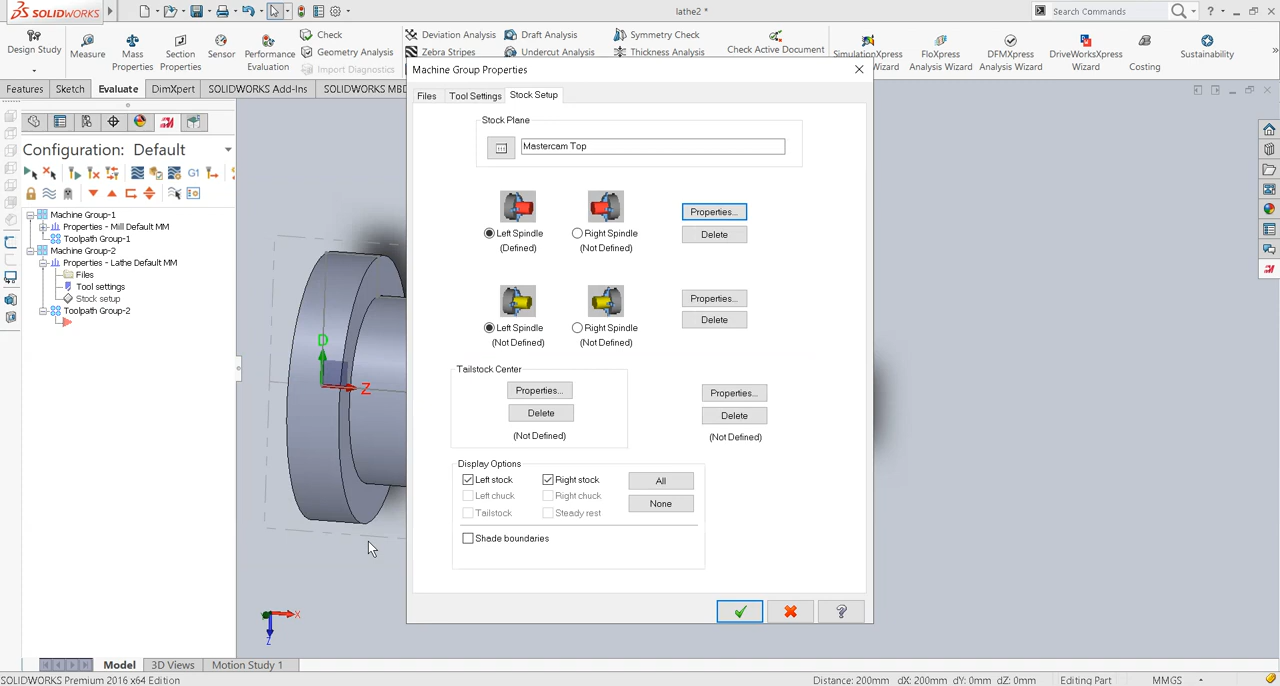 SOLIDWORKS
lathe2 *
Search Commands
Design Study
Measure
Mass
Properties
Section
Properties
Sensor
Performance
Evaluation
Check
Geometry Analysis
Import Diagnostics
Deviation Analysis
Zebra Stripes
Draft Analysis
Undercut Analysis
Symmetry Check
Thickness Analysis
Check Active Document
SimulationXpress
Wizard
FloXpress
Analysis Wizard
DFMXpress
Analysis Wizard
DriveWorksXpress
Wizard
Costing
Sustainability
Features
Sketch
Evaluate
DimXpert
SOLIDWORKS Add-Ins
SOLIDWORKS MBD
Configuration: Default
G1
Machine Group-1
Properties - Mill Default MM
Toolpath Group-1
Machine Group-2
Properties - Lathe Default MM
Files
Tool settings
Stock setup
Toolpath Group-2
D
Z
X
Z
Machine Group Properties
Files
Tool Settings
Stock Setup
Stock Plane
Mastercam Top
Left Spindle
(Defined)
Right Spindle
(Not Defined)
Properties...
Delete
Left Spindle
(Not Defined)
Right Spindle
(Not Defined)
Properties...
Delete
Tailstock Center
Properties...
Delete
(Not Defined)
Properties...
Delete
(Not Defined)
Display Options
Left stock
Right stock
All
Left chuck
Right chuck
None
Tailstock
Steady rest
Shade boundaries
Model
3D Views
Motion Study 1
SOLIDWORKS Premium 2016 x64 Edition
Distance: 200mm dX: 200mm dY: 0mm dZ: 0mm
Editing Part
MMGS